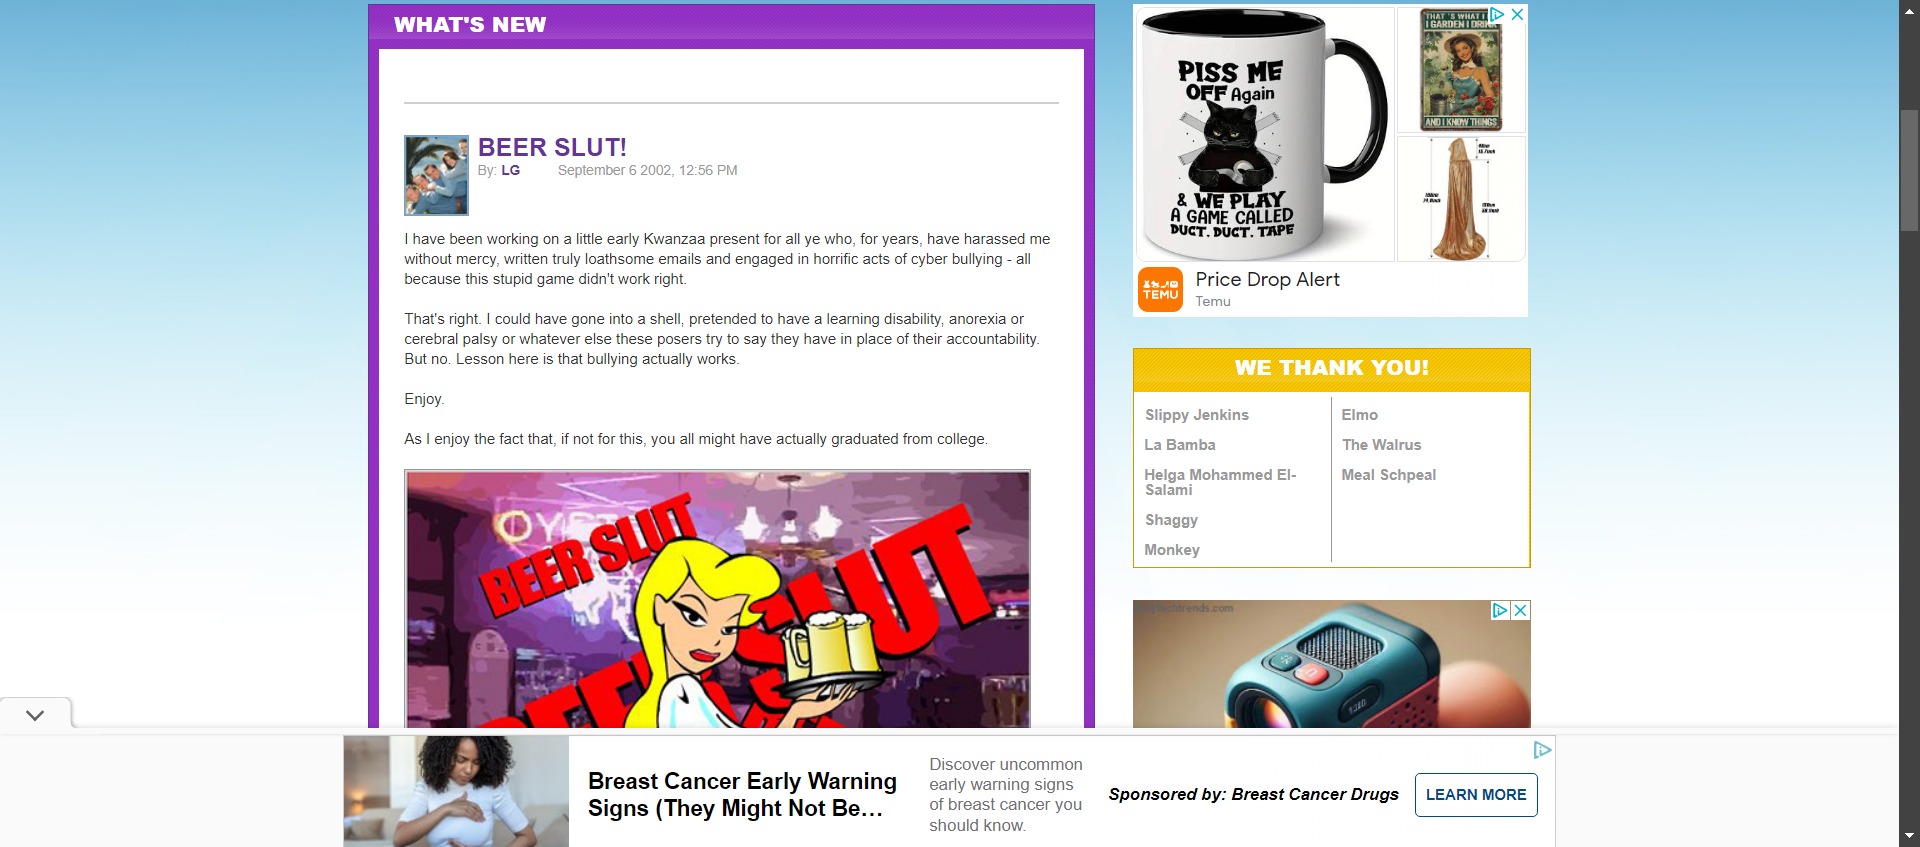 WHAT'S NEW
BEER SLUT!
By: LG September 6 2002, 12:56 PM
I have been working on a little early Kwanzaa present for all ye who, for years, have harassed me
without mercy, written truly loathsome emails and engaged in horrific acts of cyber bullying - all
because this stupid game didn't work right.
That's right. I could have gone into a shell, pretended to have a learning disability, anorexia or
cerebral palsy or whatever else these posers try to say they have in place of their accountability.
But no. Lesson here is that bullying actually works.
Enjoy.
As I enjoy the fact that, if not for this, you all might have actually graduated from college.
BEER SLUT
SLUT
PISS ME
OFF Again
& WE PLAY
A GAME CALLED
DUCT. DUCT. TAPE
THAT'S WHAT I
I GARDEN I DRINK
AND I KNOW THINGS
TEMU
Price Drop Alert
Temu
WE THANK YOU!
Slippy Jenkins
La Bamba
Helga Mohammed El-
Salami
Shaggy
Monkey
Elmo
The Walrus
Meal Schpeal
Breast Cancer Early Warning
Signs (They Might Not Be...
Discover uncommon
early warning signs
of breast cancer you
should know.
Sponsored by: Breast Cancer Drugs
LEARN MORE